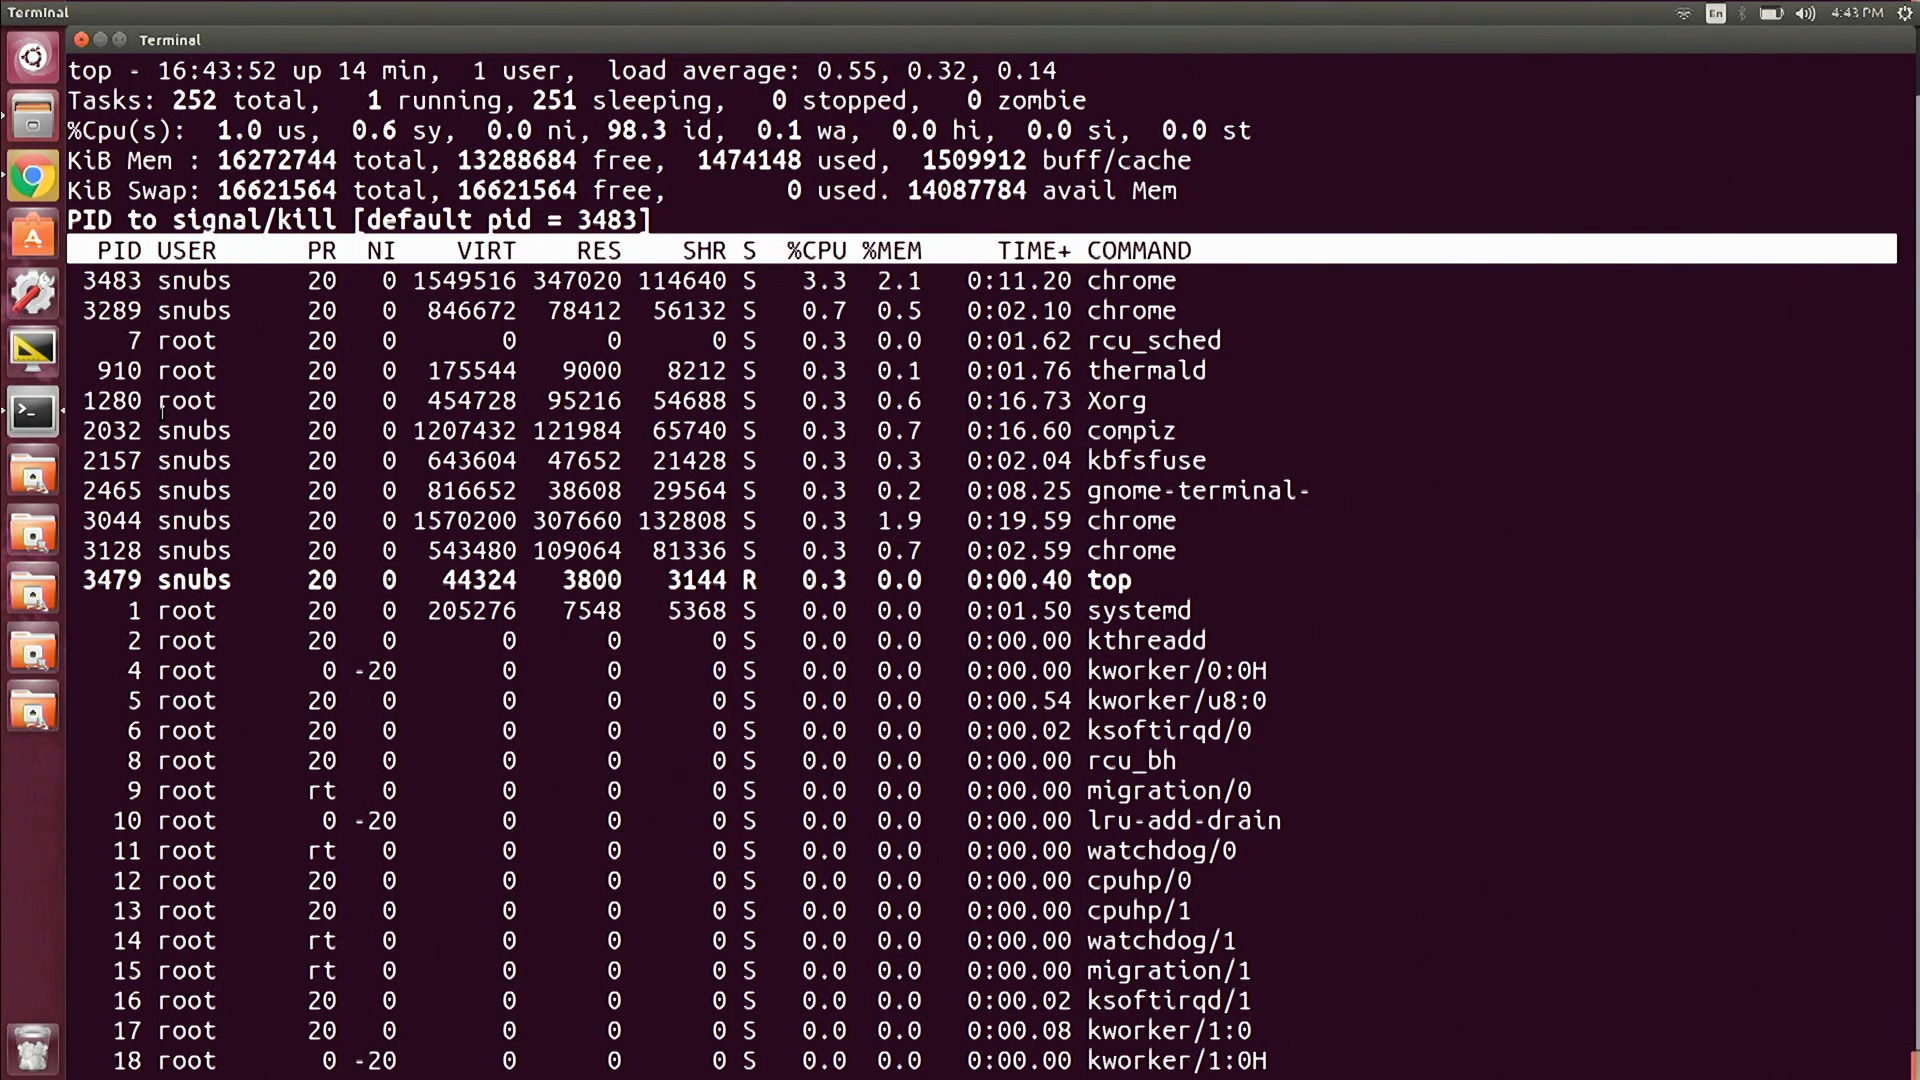 Terminal
En
4:43 PM
Terminal
top - 16:43:52 up 14 min,  1 user,  load average: 0.55, 0.32, 0.14
Tasks: 252 total,   1 running, 251 sleeping,   0 stopped,   0 zombie
%Cpu(s):  1.0 us,  0.6 sy,  0.0 ni, 98.3 id,  0.1 wa,  0.0 hi,  0.0 si,  0.0 st
KiB Mem : 16272744 total, 13288684 free,  1474148 used,  1509912 buff/cache
KiB Swap: 16621564 total, 16621564 free,        0 used. 14087784 avail Mem
PID to signal/kill [default pid = 3483]
PID USER PR NI VIRT RES SHR S %CPU %MEM TIME+ COMMAND
3483 snubs 20 0 1549516 347020 114640 S 3.3 2.1 0:11.20 chrome
3289 snubs 20 0 846672 78412 56132 S 0.7 0.5 0:02.10 chrome
7 root 20 0 0 0 0 S 0.3 0.0 0:01.62 rcu_sched
910 root 20 0 175544 9000 8212 S 0.3 0.1 0:01.76 thermald
1280 root 20 0 454728 95216 54688 S 0.3 0.6 0:16.73 Xorg
2032 snubs 20 0 1207432 121984 65740 S 0.3 0.7 0:16.60 compiz
2157 snubs 20 0 643604 47652 21428 S 0.3 0.3 0:02.04 kbfsfuse
2465 snubs 20 0 816652 38608 29564 S 0.3 0.2 0:08.25 gnome-terminal-
3044 snubs 20 0 1570200 307660 132808 S 0.3 1.9 0:19.59 chrome
3128 snubs 20 0 543480 109064 81336 S 0.3 0.7 0:02.59 chrome
3479 snubs 20 0 44324 3800 3144 R 0.3 0.0 0:00.40 top
1 root 20 0 205276 7548 5368 S 0.0 0.0 0:01.50 systemd
2 root 20 0 0 0 0 S 0.0 0.0 0:00.00 kthreadd
4 root 0 -20 0 0 0 S 0.0 0.0 0:00.00 kworker/0:0H
5 root 20 0 0 0 0 S 0.0 0.0 0:00.54 kworker/u8:0
6 root 20 0 0 0 0 S 0.0 0.0 0:00.02 ksoftirqd/0
8 root 20 0 0 0 0 S 0.0 0.0 0:00.00 rcu_bh
9 root rt 0 0 0 0 S 0.0 0.0 0:00.00 migration/0
10 root 0 -20 0 0 0 S 0.0 0.0 0:00.00 lru-add-drain
11 root rt 0 0 0 0 S 0.0 0.0 0:00.00 watchdog/0
12 root 20 0 0 0 0 S 0.0 0.0 0:00.00 cpuhp/0
13 root 20 0 0 0 0 S 0.0 0.0 0:00.00 cpuhp/1
14 root rt 0 0 0 0 S 0.0 0.0 0:00.00 watchdog/1
15 root rt 0 0 0 0 S 0.0 0.0 0:00.00 migration/1
16 root 20 0 0 0 0 S 0.0 0.0 0:00.02 ksoftirqd/1
17 root 20 0 0 0 0 S 0.0 0.0 0:00.08 kworker/1:0
18 root 0 -20 0 0 0 S 0.0 0.0 0:00.00 kworker/1:0H